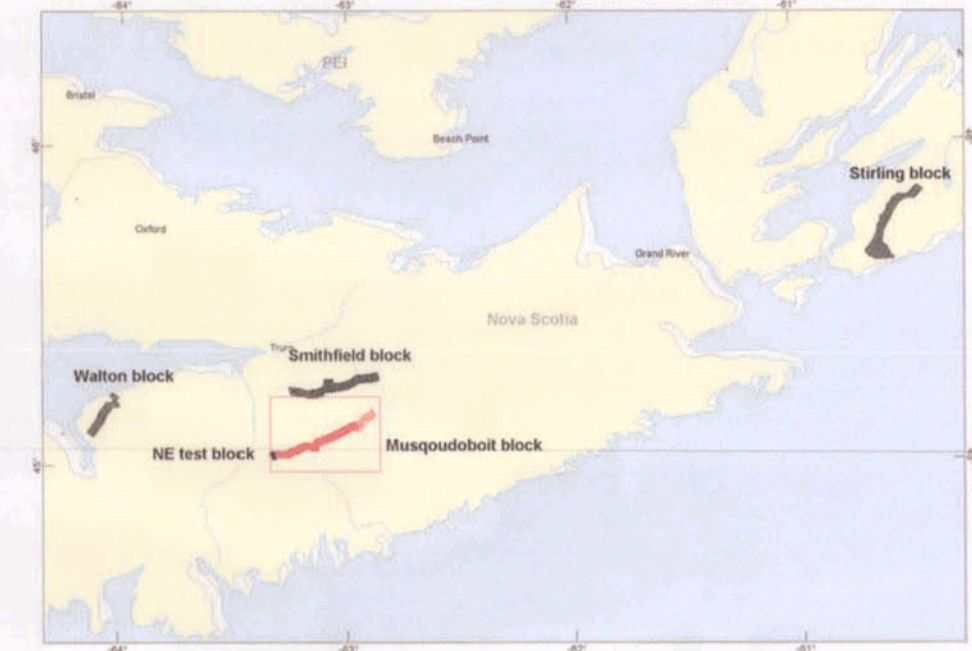 -64°
-63°
-62°
-61°
PEI
Bristol
Beach Point
46°
Stirling block
Oxford
Grand River
Nova Scotia
Truro
Smithfield block
Walton block
Musqoudoboit block
NE test block
45°
-64°
-63°
-62°
-61°